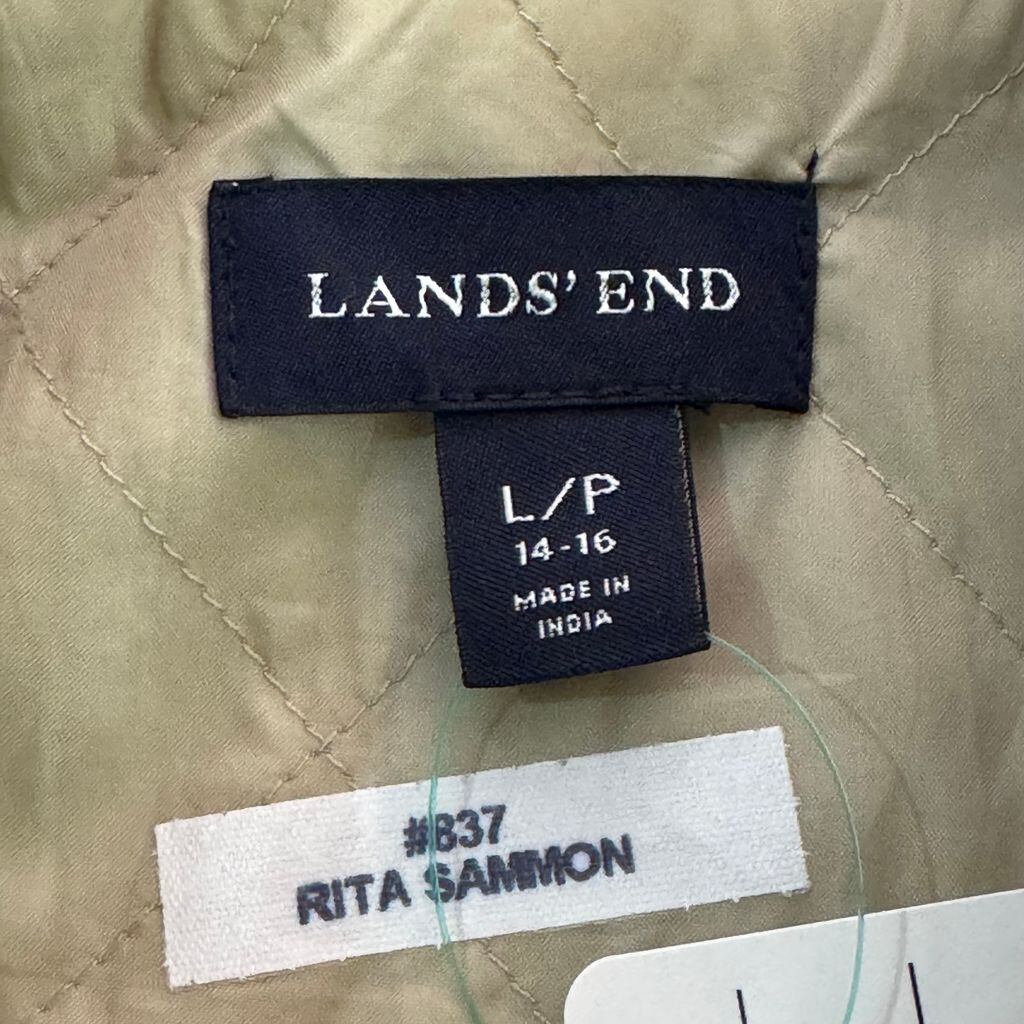 LANDS' END
L/P
14-16
MADE IN
INDIA
#837
RITA SAMMON